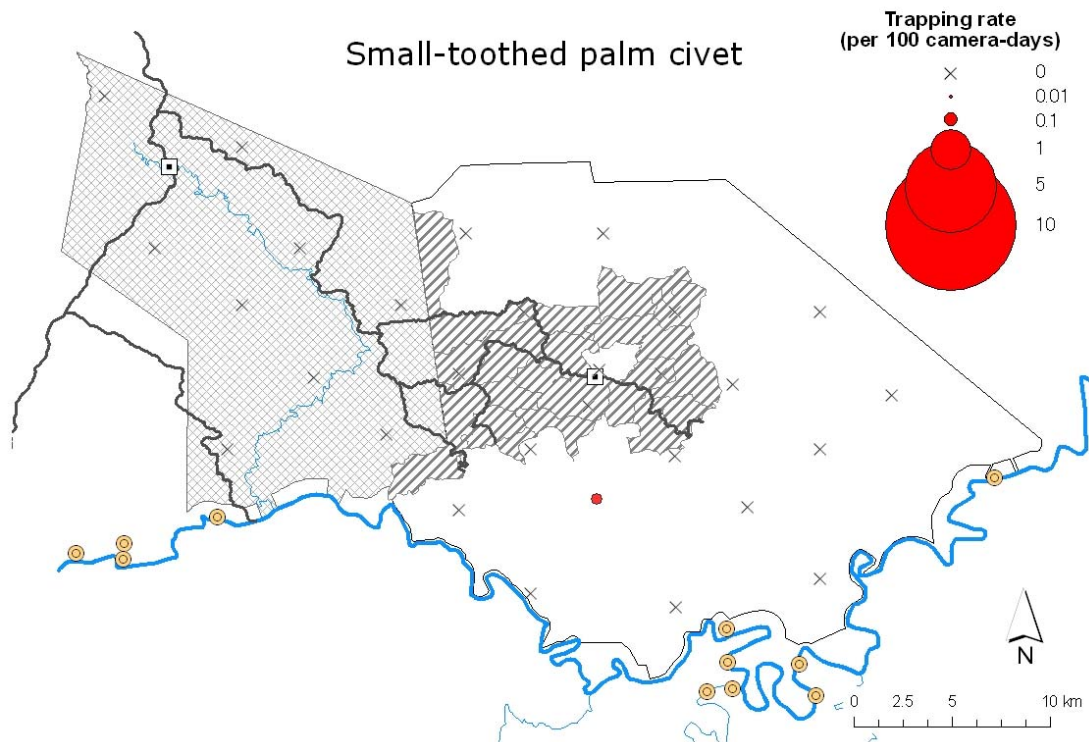 Small-toothed palm civet
Trapping rate
(per 100 camera-days)
0
0.01
0.1
1
5
10
N
0 2.5 5 10 km